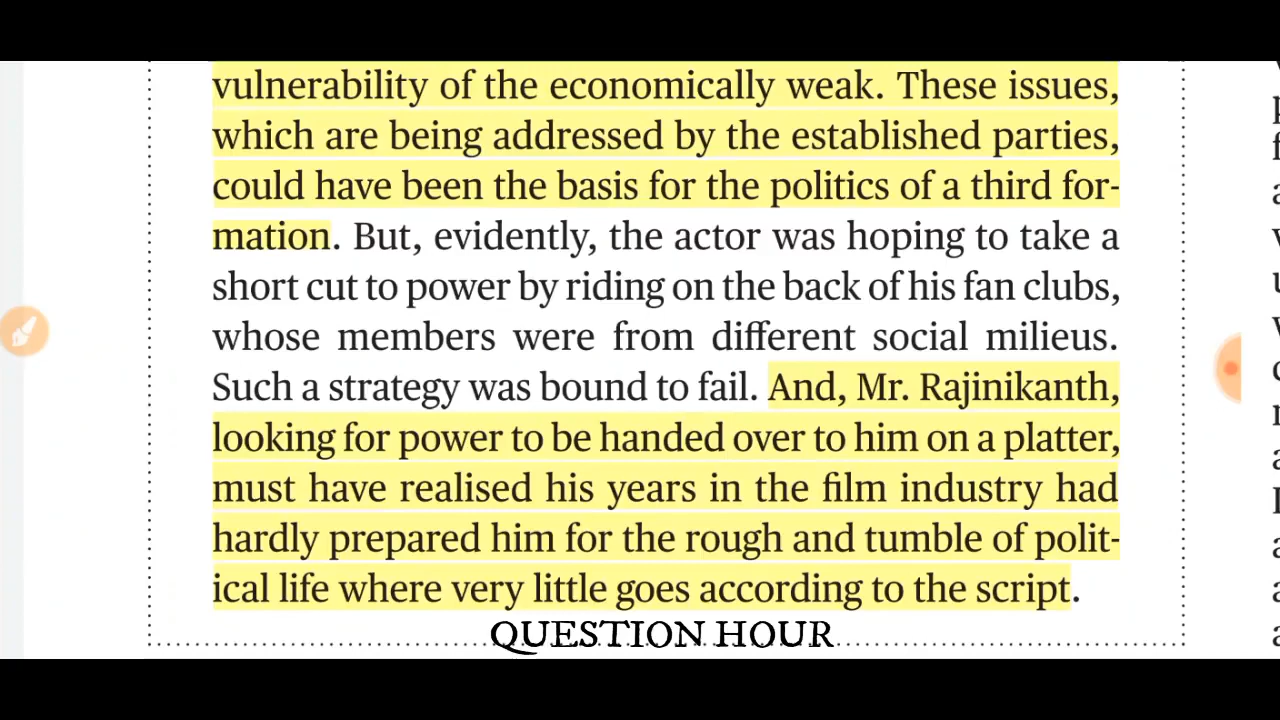 vulnerability of the economically weak. These issues,
which are being addressed by the established parties,
could have been the basis for the politics of a third for-
mation. But, evidently, the actor was hoping to take a
short cut to power by riding on the back of his fan clubs,
whose members were from different social milieus.
Such a strategy was bound to fail. And, Mr. Rajinikanth,
looking for power to be handed over to him on a platter,
must have realised his years in the film industry had
hardly prepared him for the rough and tumble of polit-
ical life where very little goes according to the script.
QUESTION HOUR